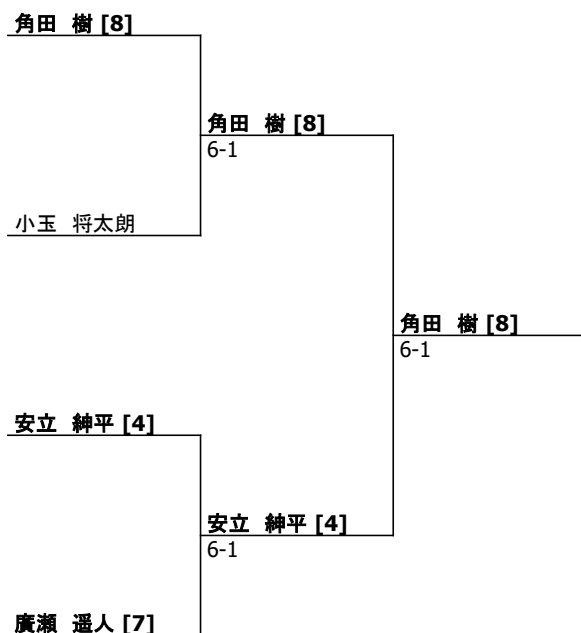 角田 樹 [8]
角田 樹 [8]
6-1
小玉 将太朗
角田 樹 [8]
6-1
安立 紳平 [4]
安立 紳平 [4]
6-1
廣瀬 遥人 [7]